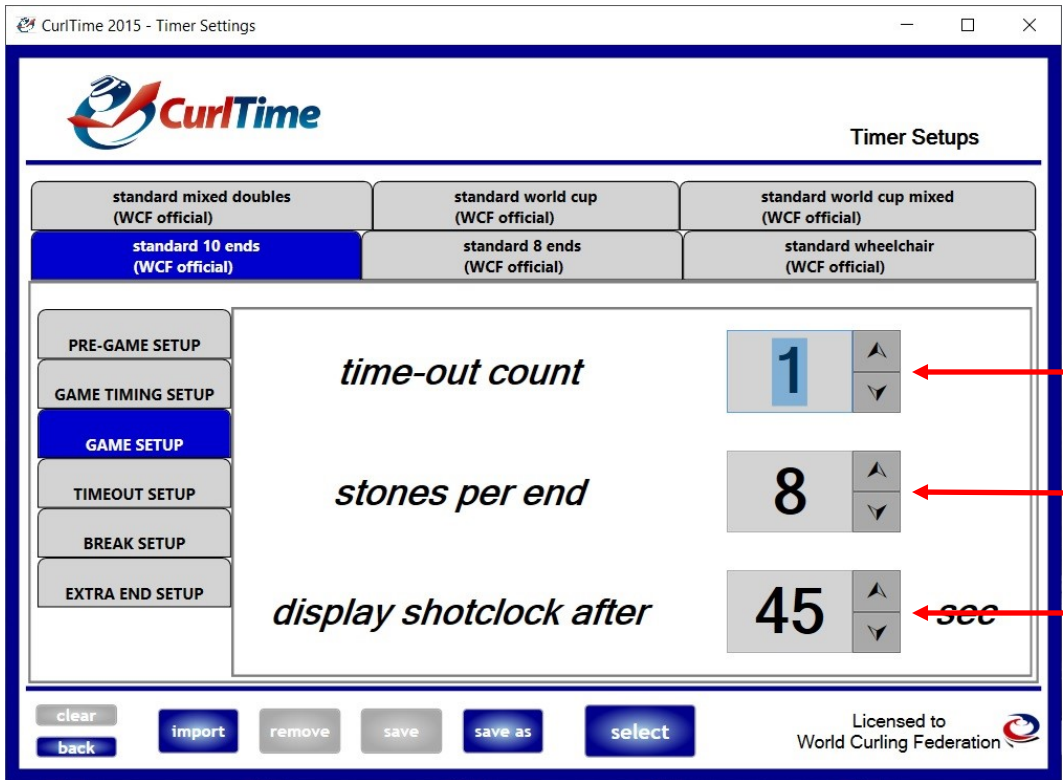 CurlTime 2015 - Timer Settings
CurlTime
Timer Setups
standard mixed doubles
(WCF official)
standard world cup
(WCF official)
standard world cup mixed
(WCF official)
standard 10 ends
(WCF official)
standard 8 ends
(WCF official)
standard wheelchair
(WCF official)
PRE-GAME SETUP
GAME TIMING SETUP
GAME SETUP
TIMEOUT SETUP
BREAK SETUP
EXTRA END SETUP
time-out count
1
stones per end
8
display shotclock after
45
sec
clear
back
import
remove
save
save as
select
Licensed to
World Curling Federation